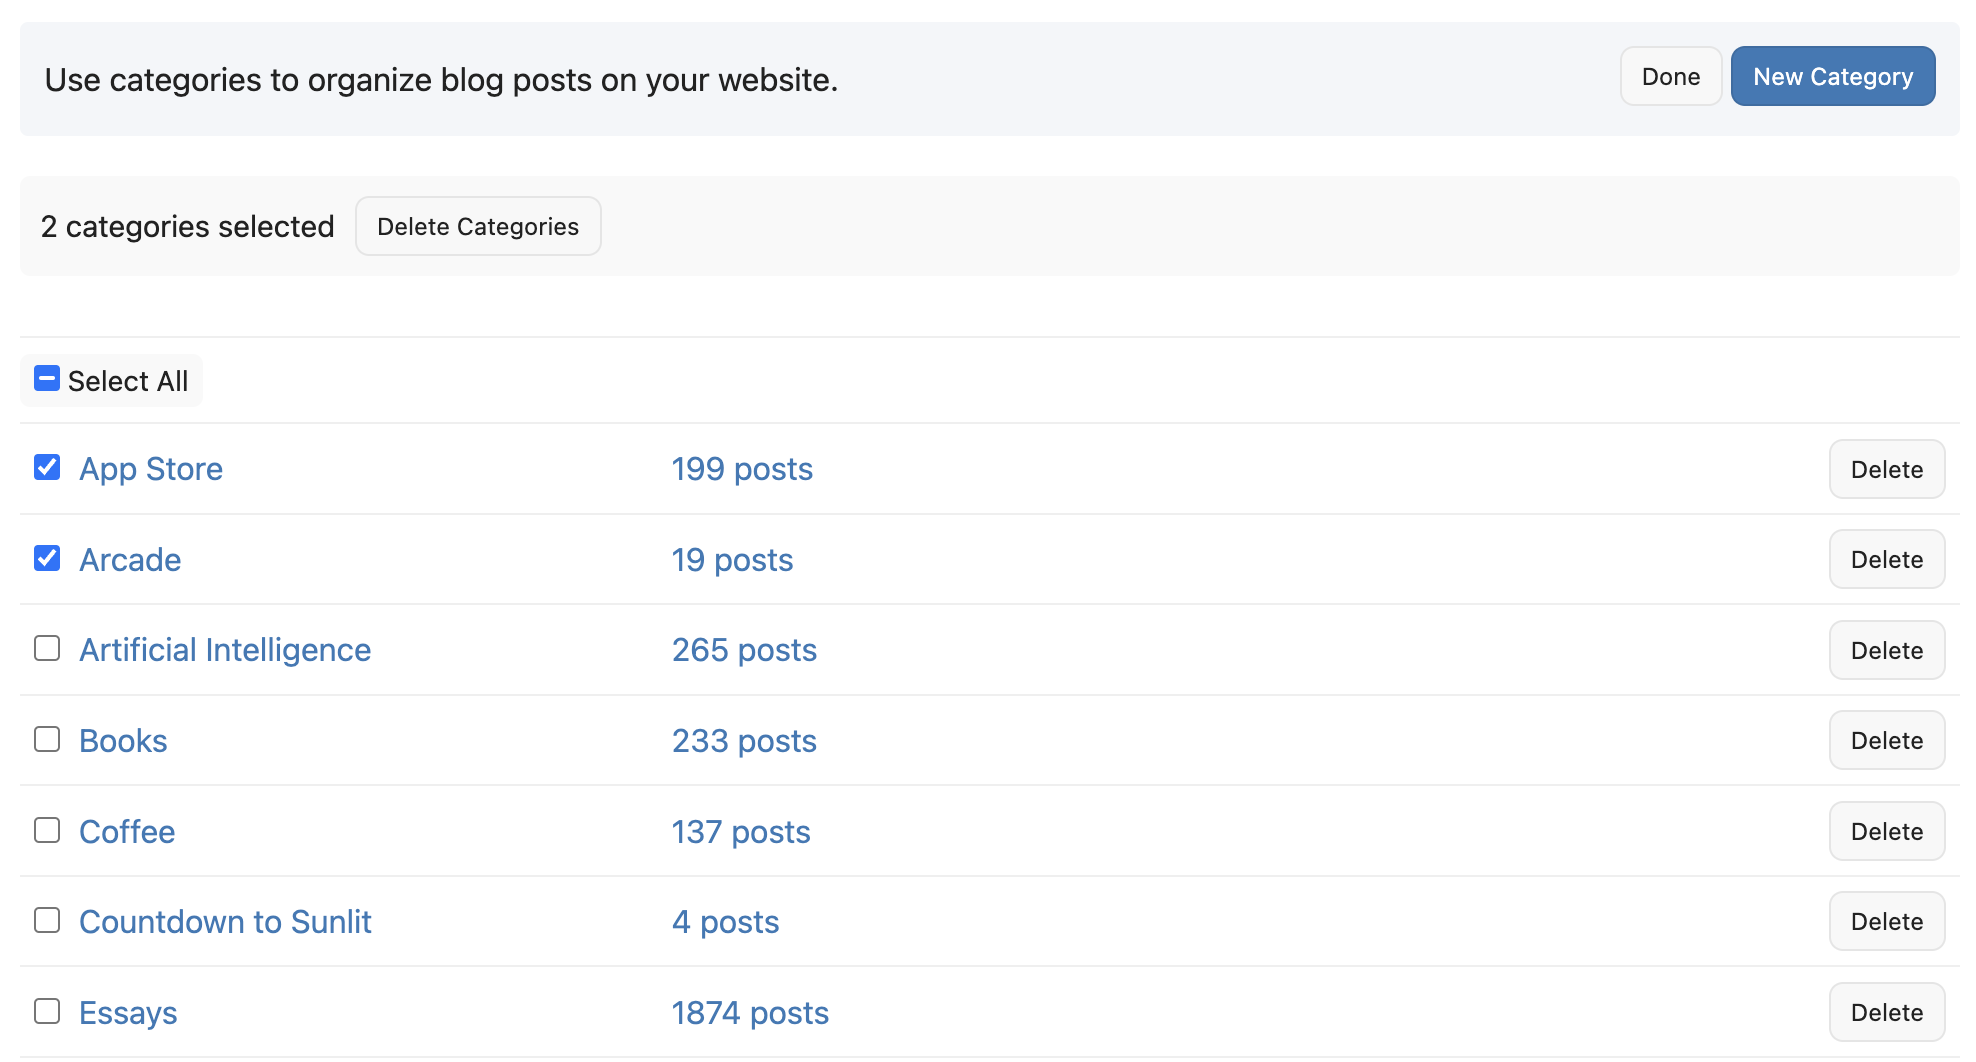 Use categories to organize blog posts on your website.
Done
New Category
2 categories selected
Delete Categories
Select All
App Store 199 posts Delete
Arcade 19 posts Delete
Artificial Intelligence 265 posts Delete
Books 233 posts Delete
Coffee 137 posts Delete
Countdown to Sunlit 4 posts Delete
Essays 1874 posts Delete